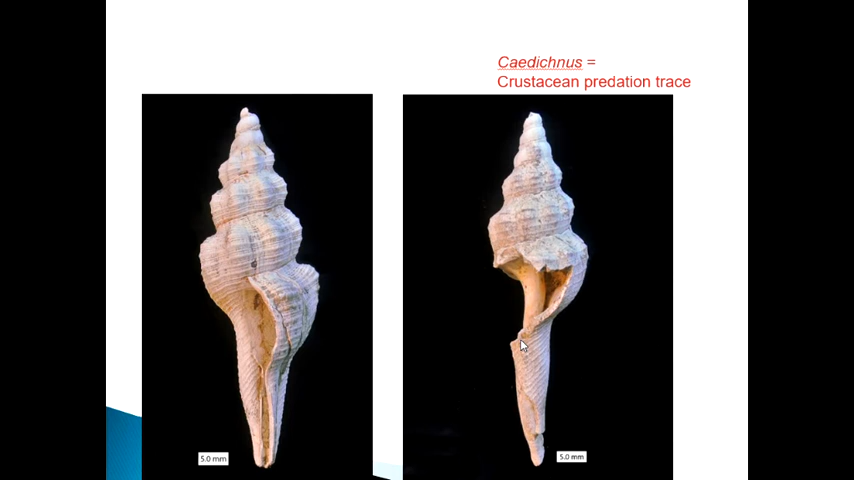 Caedichnus =
Crustacean predation trace
5.0 mm
5.0 mm